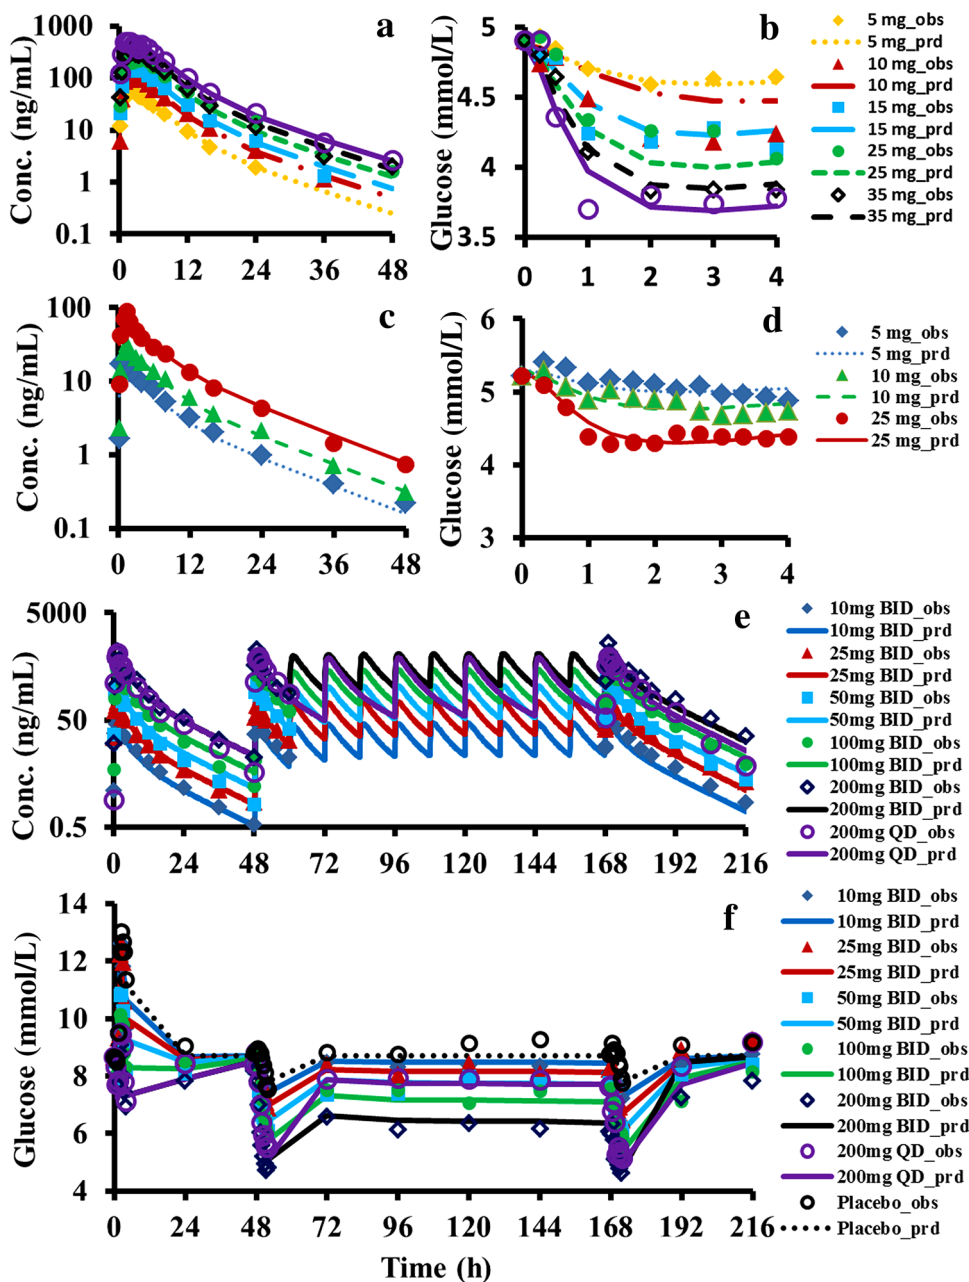 a
Conc. (ng/mL)
1000
100
10
1
0.1
0 12 24 36 48
b
Glucose (mmol/L)
5
4.5
4
3.5
0 1 2 3 4
5 mg_obs
5 mg_prd
10 mg_obs
10 mg_prd
15 mg_obs
15 mg_prd
25 mg_obs
25 mg_prd
35 mg_obs
35 mg_prd
c
Conc. (ng/mL)
100
10
1
0.1
0 12 24 36 48
d
Glucose (mmol/L)
6
5
4
3
0 1 2 3 4
5 mg_obs
5 mg_prd
10 mg_obs
10 mg_prd
25 mg_obs
25 mg_prd
e
Conc. (ng/mL)
5000
50
0.5
0 24 48 72 96 120 144 168 192 216
10mg BID_obs
10mg BID_prd
25mg BID_obs
25mg BID_prd
50mg BID_obs
50mg BID_prd
100mg BID_obs
100mg BID_prd
200mg BID_obs
200mg BID_prd
200mg QD_obs
200mg QD_prd
f
Glucose (mmol/L)
14
12
10
8
6
4
0 24 48 72 96 120 144 168 192 216
Time (h)
10mg BID_obs
10mg BID_prd
25mg BID_obs
25mg BID_prd
50mg BID_obs
50mg BID_prd
100mg BID_obs
100mg BID_prd
200mg BID_obs
200mg BID_prd
200mg QD_obs
200mg QD_prd
Placebo_obs
Placebo_prd